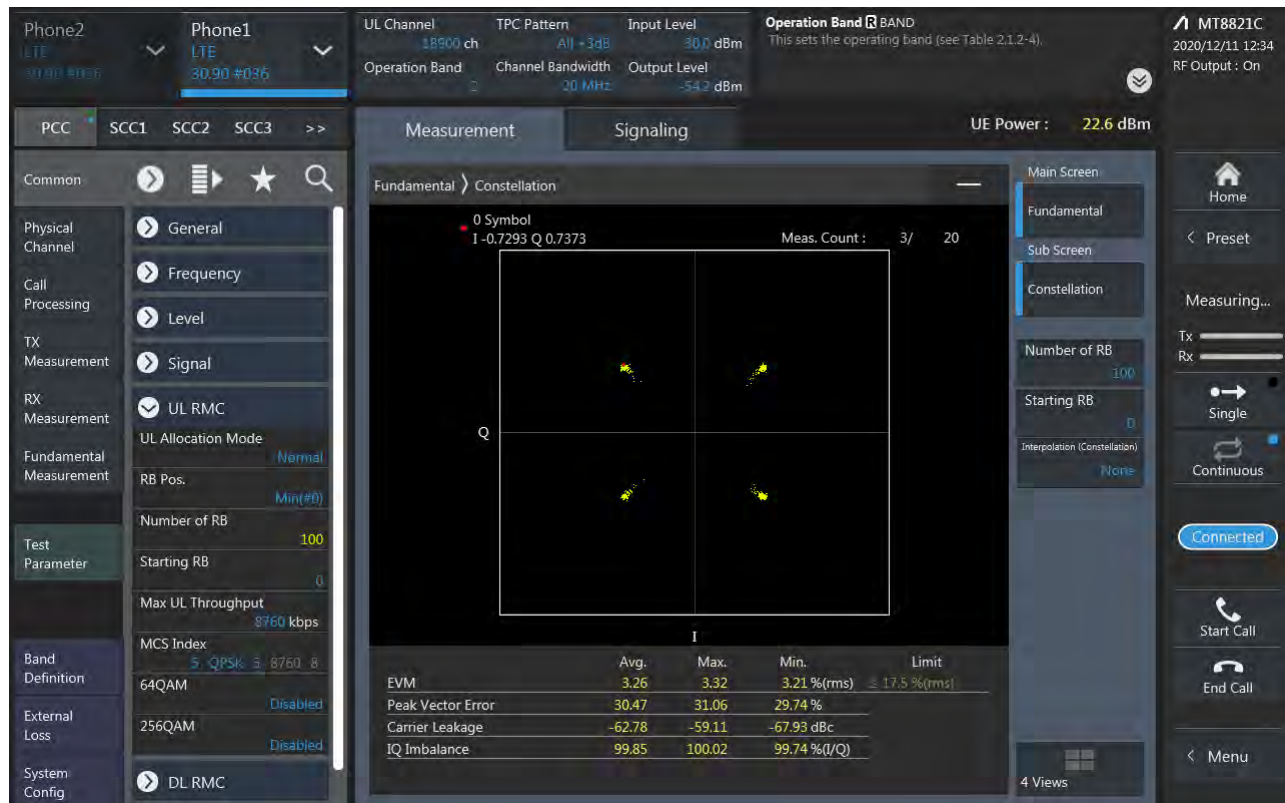 Phone2
LTE
30.90 #036
Phone1
LTE
30.90 #036
UL Channel
18900 ch
TPC Pattern
All +3dB
Input Level
30.0 dBm
Operation Band
2
Channel Bandwidth
20 MHz
Output Level
-54.2 dBm
Operation Band R BAND
This sets the operating band (see Table 2.1.2-4).
MT8821C
2020/12/11 12:34
RF Output : On
PCC SCC1 SCC2 SCC3 >>
Measurement
Signaling
UE Power : 22.6 dBm
Common
Physical
Channel
Call
Processing
TX
Measurement
RX
Measurement
Fundamental
Measurement
Test
Parameter
Band
Definition
External
Loss
System
Config
General
Frequency
Level
Signal
UL RMC
UL Allocation Mode
Normal
RB Pos.
Min(#0)
Number of RB
100
Starting RB
0
Max UL Throughput
8760 kbps
MCS Index
5 QPSK 3 8760 8
64QAM
Disabled
256QAM
Disabled
DL RMC
Fundamental Constellation
0 Symbol
I -0.7293 Q 0.7373
Meas. Count : 3/ 20
Q
I
Avg. Max. Min. Limit
EVM 3.26 3.32 3.21 %(rms) ≤ 17.5 %(rms)
Peak Vector Error 30.47 31.06 29.74 %
Carrier Leakage -62.78 -59.11 -67.93 dBc
IQ Imbalance 99.85 100.02 99.74 %(I/Q)
Main Screen
Fundamental
Sub Screen
Constellation
Number of RB
100
Starting RB
0
Interpolation (Constellation)
None
4 Views
Home
< Preset
Measuring...
Tx
Rx
Single
Continuous
Connected
Start Call
End Call
< Menu